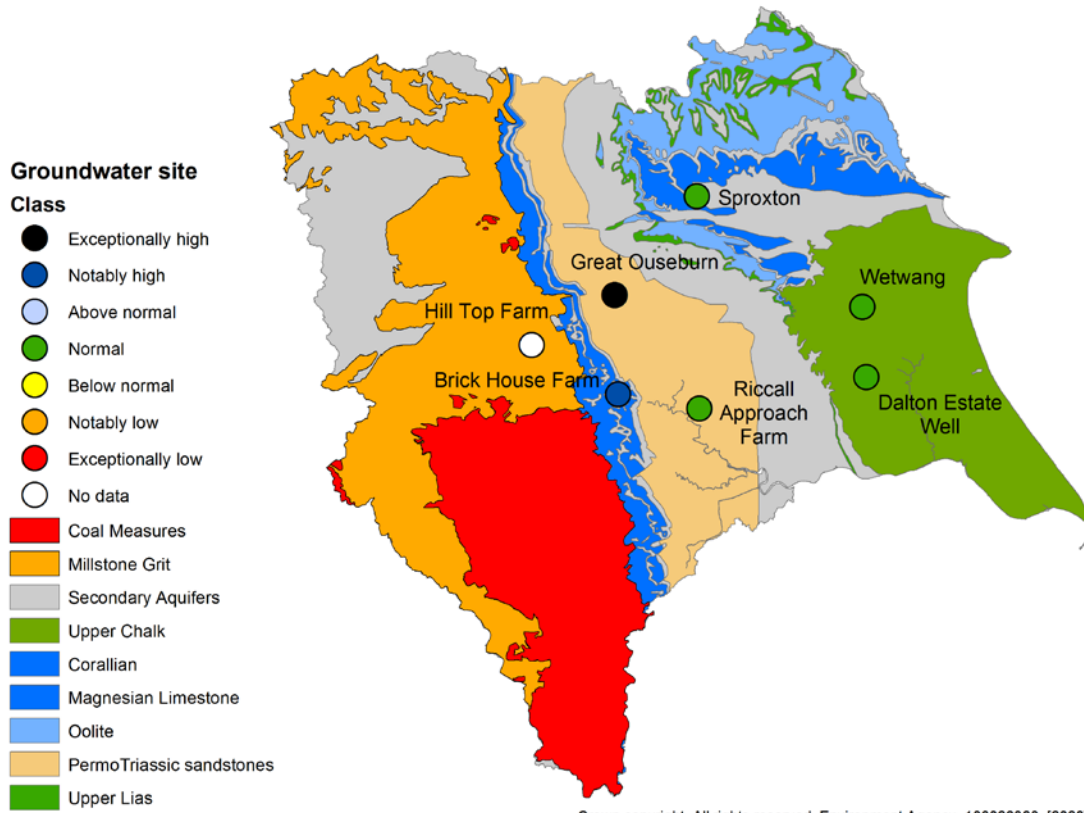 Groundwater site
Class
Exceptionally high
Notably high
Above normal
Normal
Below normal
Notably low
Exceptionally low
No data
Coal Measures
Millstone Grit
Secondary Aquifers
Upper Chalk
Corallian
Magnesian Limestone
Oolite
PermoTriassic sandstones
Upper Lias
Sproxton
Great Ouseburn
Wetwang
Hill Top Farm
Brick House Farm
Riccall
Approach
Farm
Dalton Estate
Well